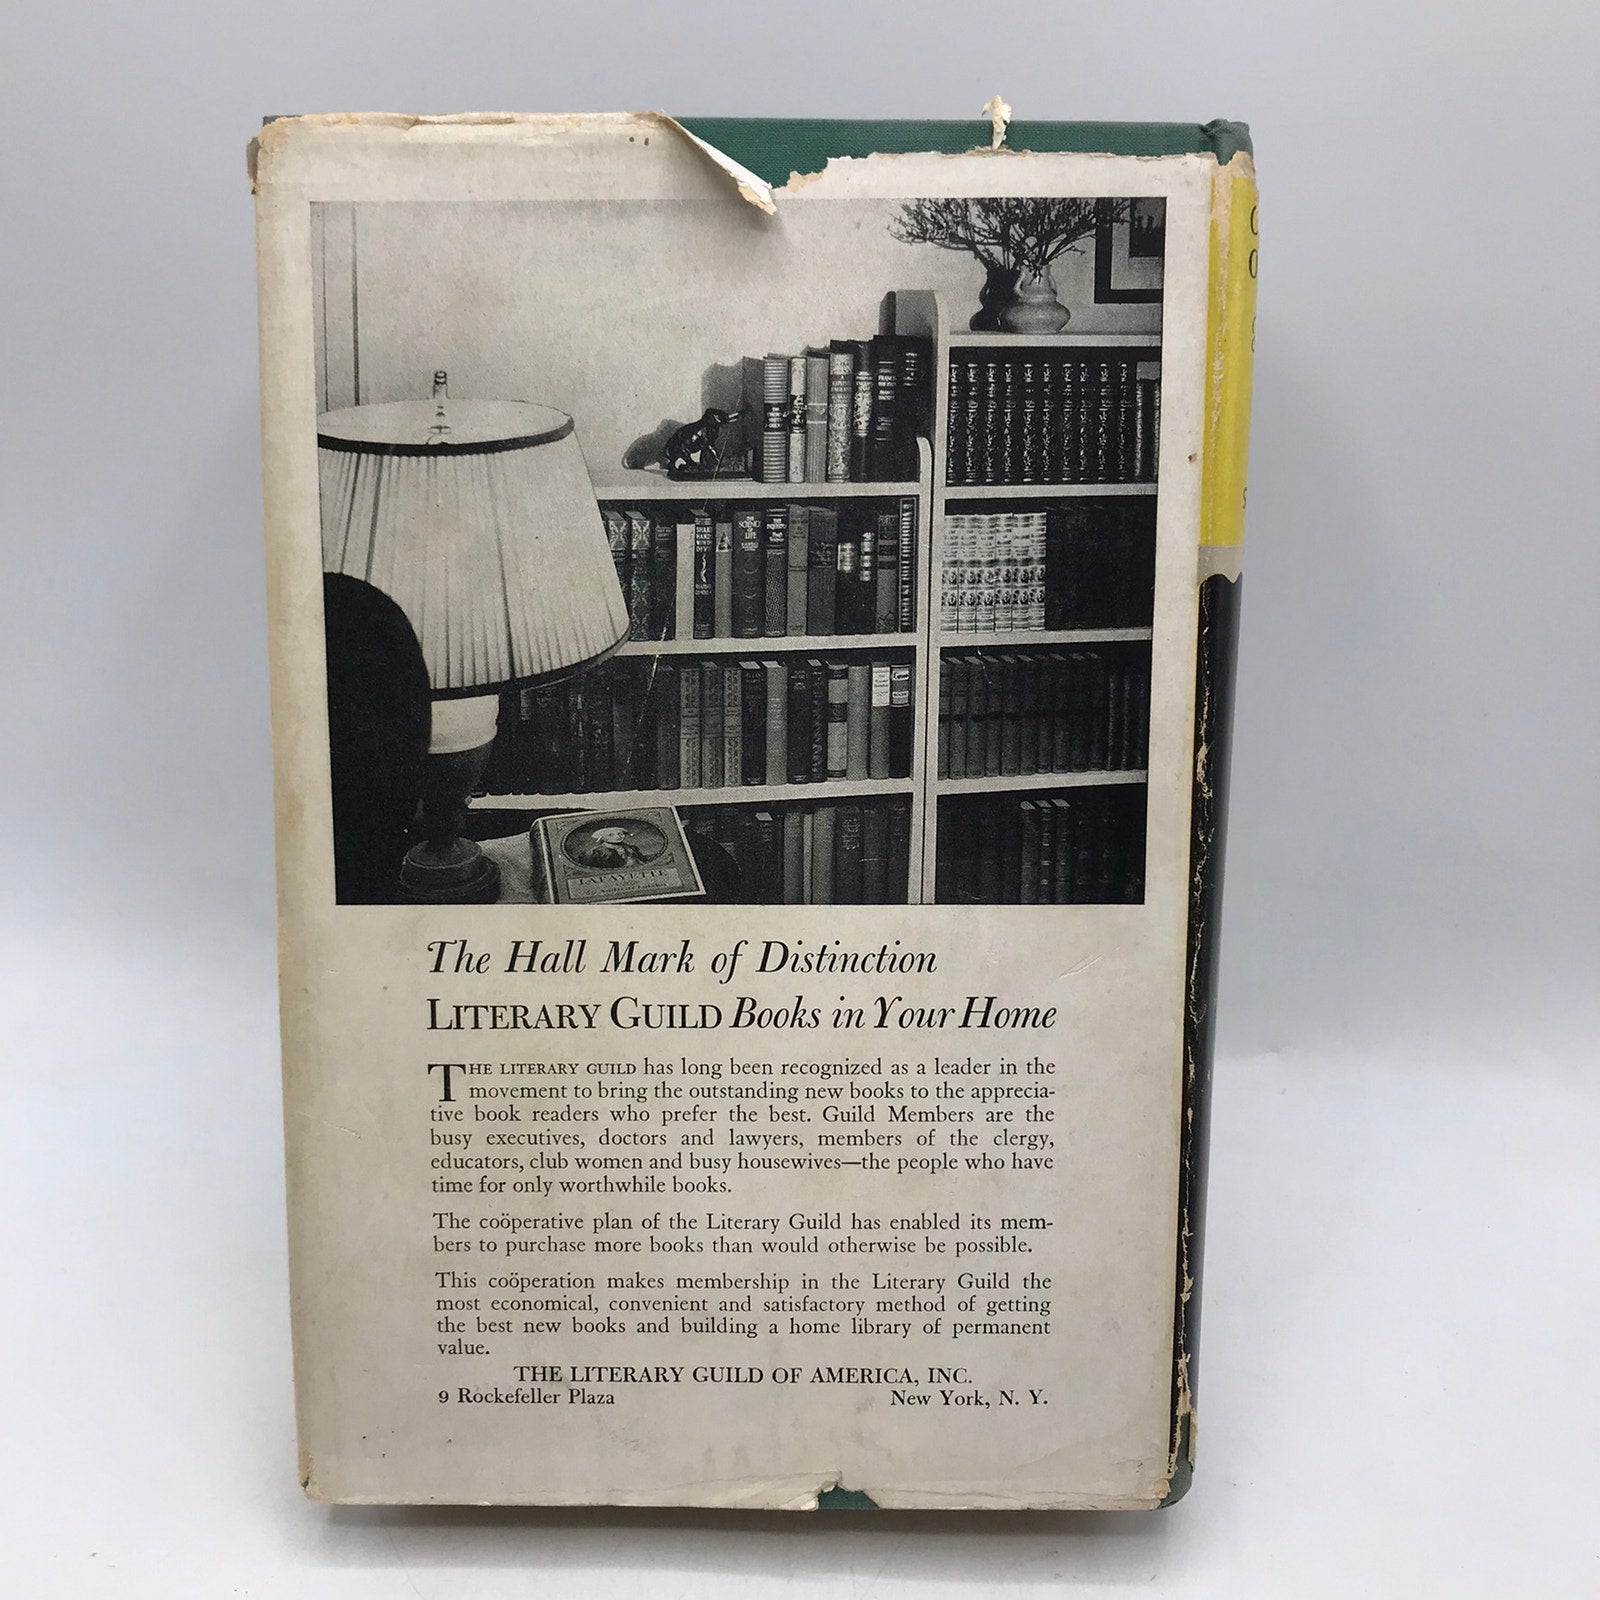 THE
SCIENCE
OF
LIFE
LAFAYETTE
The Hall Mark of Distinction
LITERARY GUILD Books in Your Home
THE LITERARY GUILD has long been recognized as a leader in the
movement to bring the outstanding new books to the apprecia-
tive book readers who prefer the best. Guild Members are the
busy executives, doctors and lawyers, members of the clergy,
educators, club women and busy housewives—the people who have
time for only worthwhile books.
The coöperative plan of the Literary Guild has enabled its mem-
bers to purchase more books than would otherwise be possible.
This coöperation makes membership in the Literary Guild the
most economical, convenient and satisfactory method of getting
the best new books and building a home library of permanent
value.
THE LITERARY GUILD OF AMERICA, INC.
9 Rockefeller Plaza New York, N. Y.